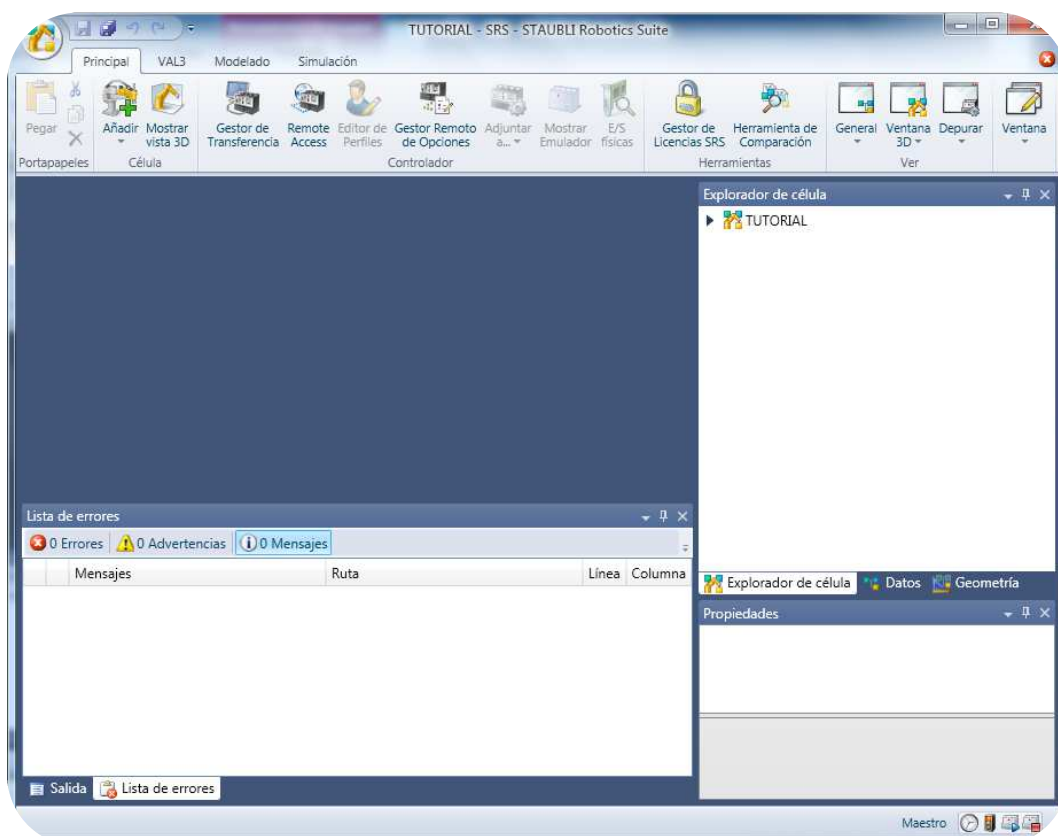 TUTORIAL - SRS - STAUBLI Robotics Suite
Principal VAL3 Modelado Simulación
Pegar
Portapapeles
Añadir Mostrar
vista 3D
Célula
Gestor de
Transferencia
Remote
Access
Editor de
Perfiles
Gestor Remoto
de Opciones
Adjuntar
a...
Mostrar
Emulador
E/S
físicas
Controlador
Gestor de
Licencias SRS
Herramienta de
Comparación
Herramientas
General
Ventana
3D
Depurar
Ver
Ventana
Explorador de célula
TUTORIAL
Lista de errores
0 Errores 0 Advertencias 0 Mensajes
Mensajes Ruta Línea Columna
Explorador de célula Datos Geometría
Propiedades
Salida Lista de errores
Maestro